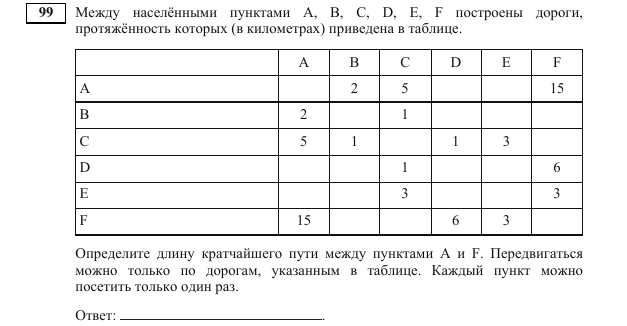 99 Между населёнными пунктами A, B, C, D, E, F построены дороги,
протяжённость которых (в километрах) приведена в таблице.
A B C D E F
A 2 5 15
B 2 1
C 5 1 1 3
D 1 6
E 3 3
F 15 6 3
Определите длину кратчайшего пути между пунктами A и F. Передвигаться
можно только по дорогам, указанным в таблице. Каждый пункт можно
посетить только один раз.
Ответ: .